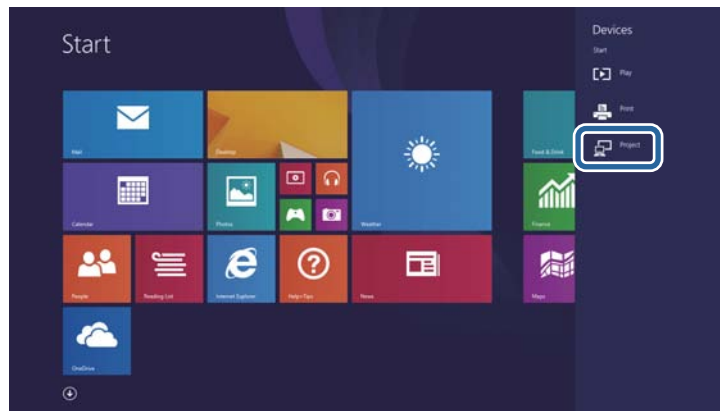 Start
Mail
Desktop
Weather
Food & Drink
Calendar
Photos
Finance
People
Reading List
Internet Explorer
Help+Tips
News
Maps
OneDrive
Devices
Start
Play
Print
Project